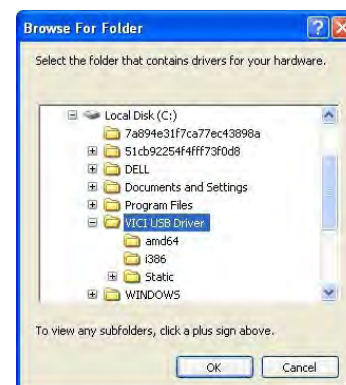 Browse For Folder
Select the folder that contains drivers for your hardware.
Local Disk (C:)
7a894e31f7ca77ec43898a
51cb92254f4fff73f0d8
DELL
Documents and Settings
Program Files
VICI USB Driver
amd64
i386
Static
WINDOWS
To view any subfolders, click a plus sign above.
OK Cancel